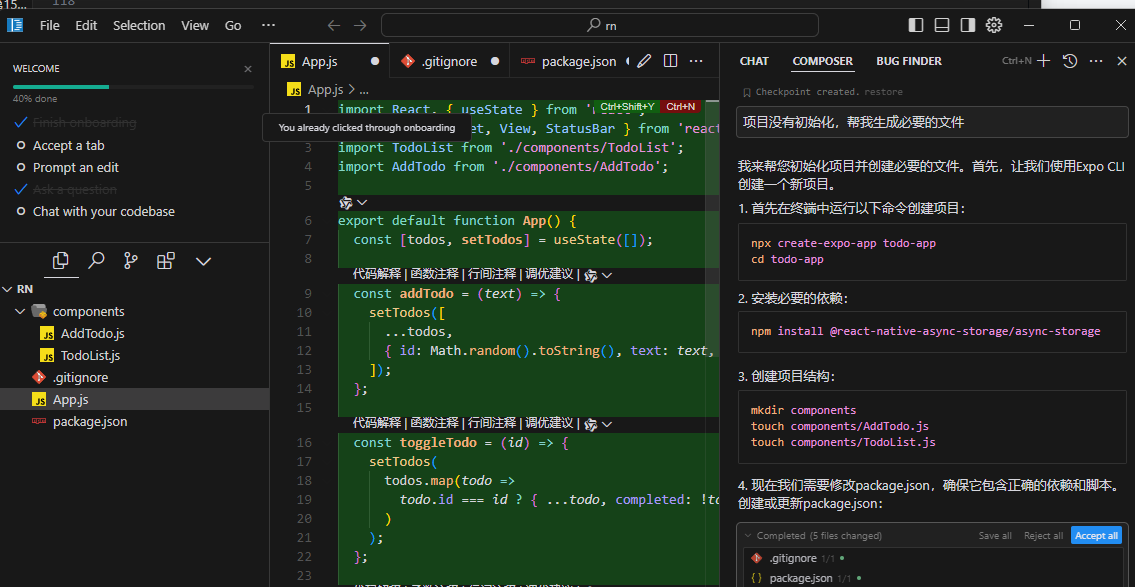 118
File Edit Selection View Go ··· rn
WELCOME
40% done
Finish onboarding
Accept a tab
Prompt an edit
Ask a question
Chat with your codebase
RN
components
JS AddTodo.js
JS TodoList.js
.gitignore
JS App.js
package.json
JS App.js
.gitignore
package.json
JS App.js > ...
1 import React, { useState } from 'r
Ctrl+Shift+Y Ctrl+N
You already clicked through onboarding
et, View, StatusBar } from 'react
3 import TodoList from './components/TodoList';
4 import AddTodo from './components/AddTodo';
5
6 export default function App() {
7 const [todos, setTodos] = useState([]);
8
代码解释 | 函数注释 | 行间注释 | 调优建议 |
9 const addTodo = (text) => {
10 setTodos([
11 ...todos,
12 { id: Math.random().toString(), text: text,
13 ]);
14 };
15
代码解释 | 函数注释 | 行间注释 | 调优建议 |
16 const toggleTodo = (id) => {
17 setTodos(
18 todos.map(todo =>
19 todo.id === id ? { ...todo, completed: !to
20 )
21 );
22 };
23
CHAT COMPOSER BUG FINDER Ctrl+N
Checkpoint created. restore
项目没有初始化，帮我生成必要的文件
我来帮您初始化项目并创建必要的文件。首先，让我们使用Expo CLI
创建一个新项目。
1. 首先在终端中运行以下命令创建项目：
npx create-expo-app todo-app
cd todo-app
2. 安装必要的依赖：
npm install @react-native-async-storage/async-storage
3. 创建项目结构：
mkdir components
touch components/AddTodo.js
touch components/TodoList.js
4. 现在我们需要修改package.json，确保它包含正确的依赖和脚本。
创建或更新package.json：
Completed (5 files changed) Save all Reject all Accept all
.gitignore 1/1
{} package.json 1/1